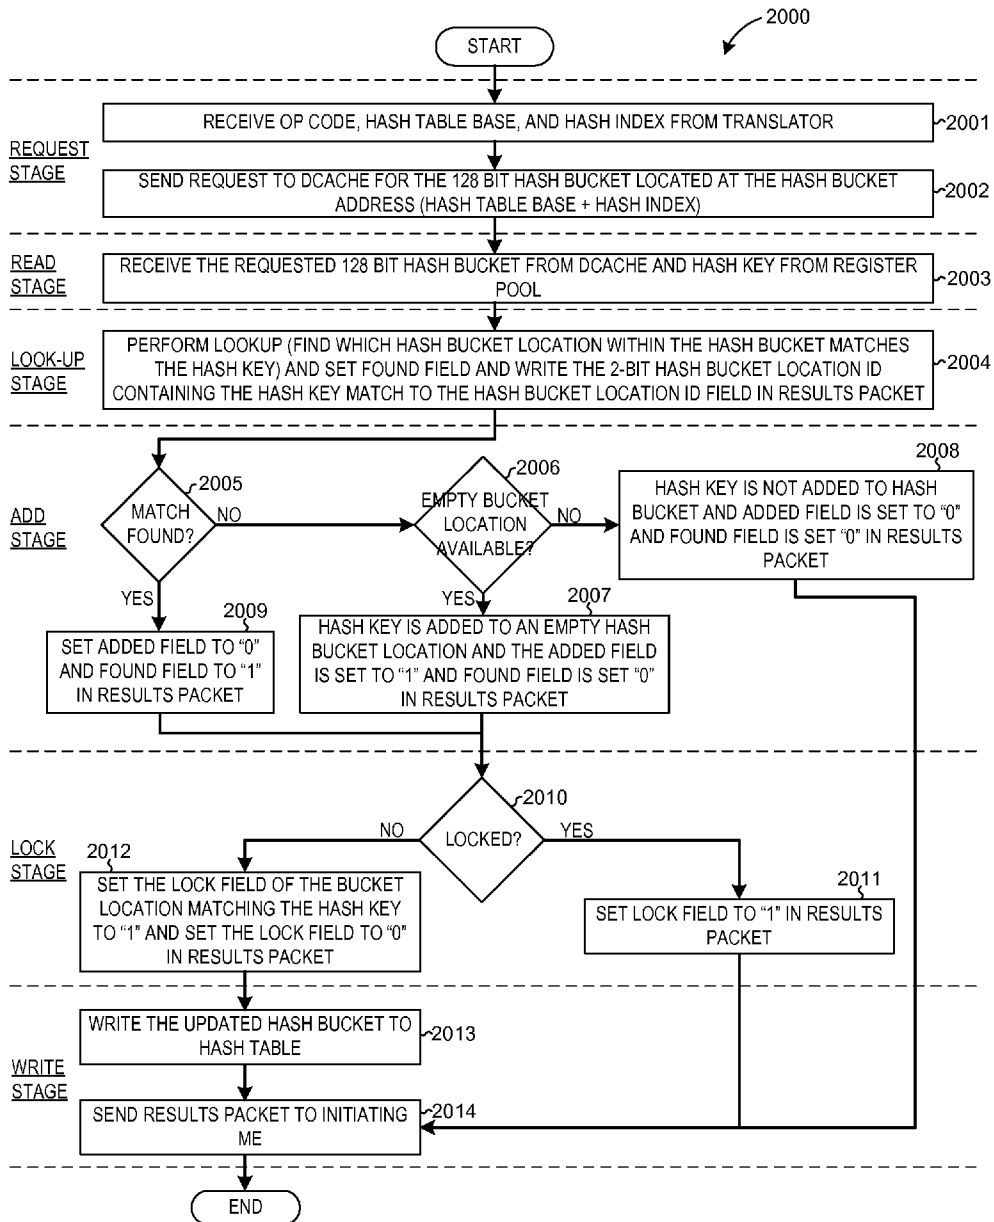 2000
START
REQUEST
STAGE
RECEIVE OP CODE, HASH TABLE BASE, AND HASH INDEX FROM TRANSLATOR
2001
SEND REQUEST TO DCACHE FOR THE 128 BIT HASH BUCKET LOCATED AT THE HASH BUCKET
ADDRESS (HASH TABLE BASE + HASH INDEX)
2002
READ
STAGE
RECEIVE THE REQUESTED 128 BIT HASH BUCKET FROM DCACHE AND HASH KEY FROM REGISTER
POOL
2003
LOOK-UP
STAGE
PERFORM LOOKUP (FIND WHICH HASH BUCKET LOCATION WITHIN THE HASH BUCKET MATCHES
THE HASH KEY) AND SET FOUND FIELD AND WRITE THE 2-BIT HASH BUCKET LOCATION ID
CONTAINING THE HASH KEY MATCH TO THE HASH BUCKET LOCATION ID FIELD IN RESULTS PACKET
2004
ADD
STAGE
2005
MATCH
FOUND?
NO
YES
2006
EMPTY BUCKET
LOCATION
AVAILABLE?
NO
YES
2008
HASH KEY IS NOT ADDED TO HASH
BUCKET AND ADDED FIELD IS SET TO “0”
AND FOUND FIELD IS SET “0” IN RESULTS
PACKET
2009
SET ADDED FIELD TO “0”
AND FOUND FIELD TO “1”
IN RESULTS PACKET
2007
HASH KEY IS ADDED TO AN EMPTY HASH
BUCKET LOCATION AND THE ADDED FIELD
IS SET TO “1” AND FOUND FIELD IS SET “0”
IN RESULTS PACKET
LOCK
STAGE
2010
LOCKED?
NO
YES
2012
SET THE LOCK FIELD OF THE BUCKET
LOCATION MATCHING THE HASH KEY
TO “1” AND SET THE LOCK FIELD TO “0”
IN RESULTS PACKET
2011
SET LOCK FIELD TO “1” IN RESULTS
PACKET
WRITE
STAGE
WRITE THE UPDATED HASH BUCKET TO
HASH TABLE
2013
SEND RESULTS PACKET TO INITIATING
ME
2014
END